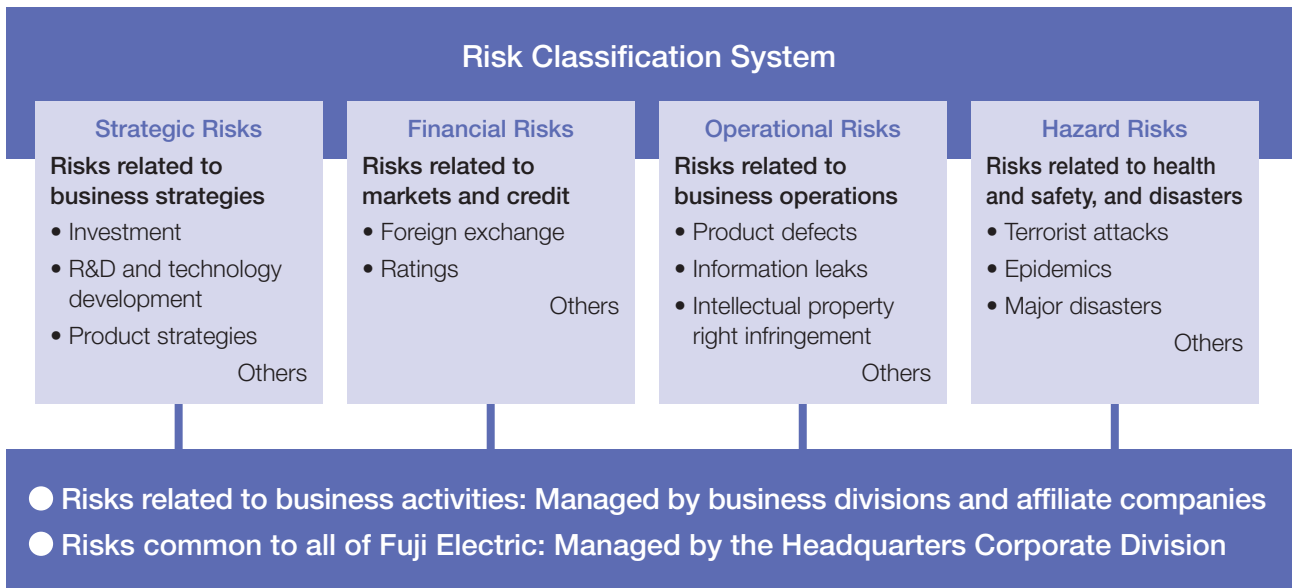 Risk Classification System
Strategic Risks
Risks related to
business strategies
• Investment
• R&D and technology
development
• Product strategies
Others
Financial Risks
Risks related to
markets and credit
• Foreign exchange
• Ratings
Others
Operational Risks
Risks related to
business operations
• Product defects
• Information leaks
• Intellectual property
right infringement
Others
Hazard Risks
Risks related to health
and safety, and disasters
• Terrorist attacks
• Epidemics
• Major disasters
Others
● Risks related to business activities: Managed by business divisions and affiliate companies
● Risks common to all of Fuji Electric: Managed by the Headquarters Corporate Division